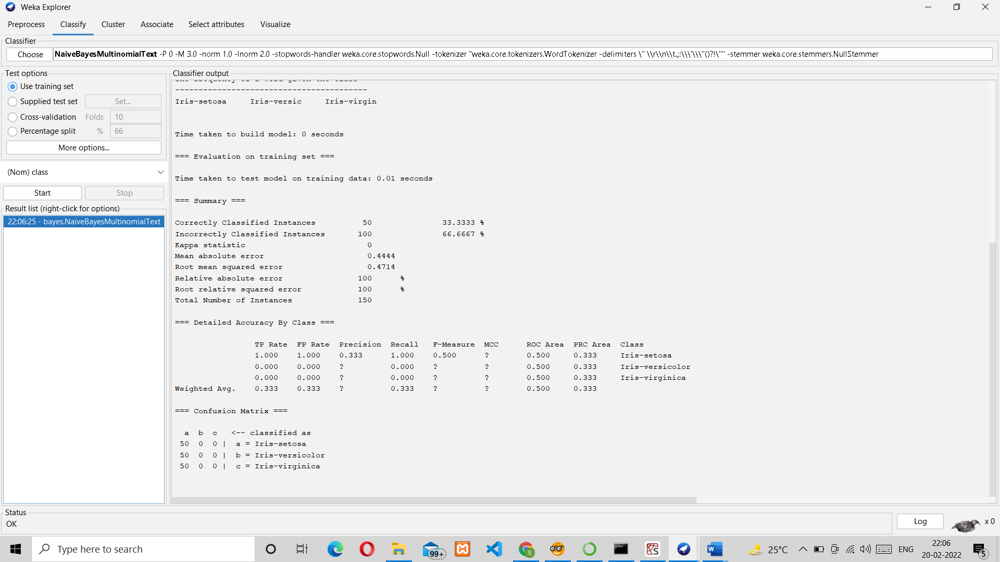 Weka Explorer
Preprocess Classify Cluster Associate Select attributes Visualize
Classifier
Choose NaiveBayesMultinomialText -P 0 -M 3.0 -norm 1.0 -lnorm 2.0 -stopwords-handler weka.core.stopwords.Null -tokenizer "weka.core.tokenizers.WordTokenizer -delimiters \" \\r\\n\\t.,;:\\\'\\\"()?!\"" -stemmer weka.core.stemmers.NullStemmer
Test options
Use training set
Supplied test set Set...
Cross-validation Folds 10
Percentage split % 66
More options...
(Nom) class
Start Stop
Result list (right-click for options)
22:06:25 - bayes.NaiveBayesMultinomialText
Classifier output
The frequency of a word given the class
-----------------------------------------
Iris-setosa Iris-versic Iris-virgin
Time taken to build model: 0 seconds
=== Evaluation on training set ===
Time taken to test model on training data: 0.01 seconds
=== Summary ===
Correctly Classified Instances 50 33.3333 %
Incorrectly Classified Instances 100 66.6667 %
Kappa statistic 0
Mean absolute error 0.4444
Root mean squared error 0.4714
Relative absolute error 100 %
Root relative squared error 100 %
Total Number of Instances 150
=== Detailed Accuracy By Class ===
TP Rate FP Rate Precision Recall F-Measure MCC ROC Area PRC Area Class
1.000 1.000 0.333 1.000 0.500 ? 0.500 0.333 Iris-setosa
0.000 0.000 ? 0.000 ? ? 0.500 0.333 Iris-versicolor
0.000 0.000 ? 0.000 ? ? 0.500 0.333 Iris-virginica
Weighted Avg. 0.333 0.333 ? 0.333 ? ? 0.500 0.333
=== Confusion Matrix ===
a b c <-- classified as
50 0 0 | a = Iris-setosa
50 0 0 | b = Iris-versicolor
50 0 0 | c = Iris-virginica
Status
OK
Log x 0
Type here to search
99+
25°C
ENG
22:06
20-02-2022
5